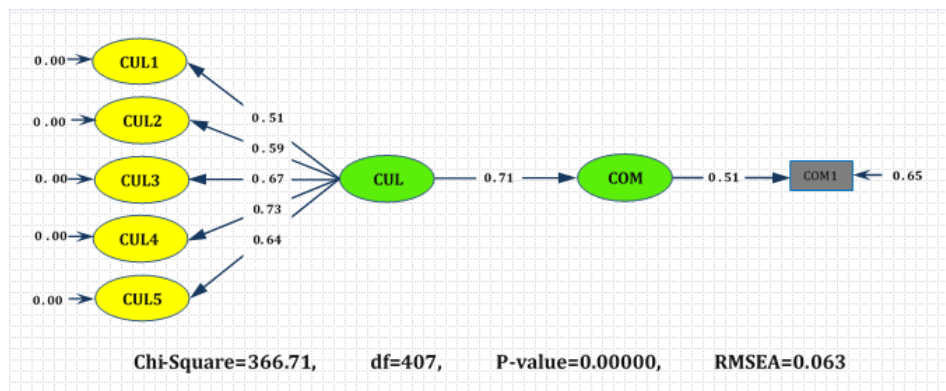 0.00 CUL1
0.51
0.00 CUL2
0.59
0.00 CUL3 0.67 CUL 0.71 COM 0.51 COM1 0.65
0.73
0.00 CUL4
0.64
0.00 CUL5
Chi-Square=366.71, df=407, P-value=0.00000, RMSEA=0.063